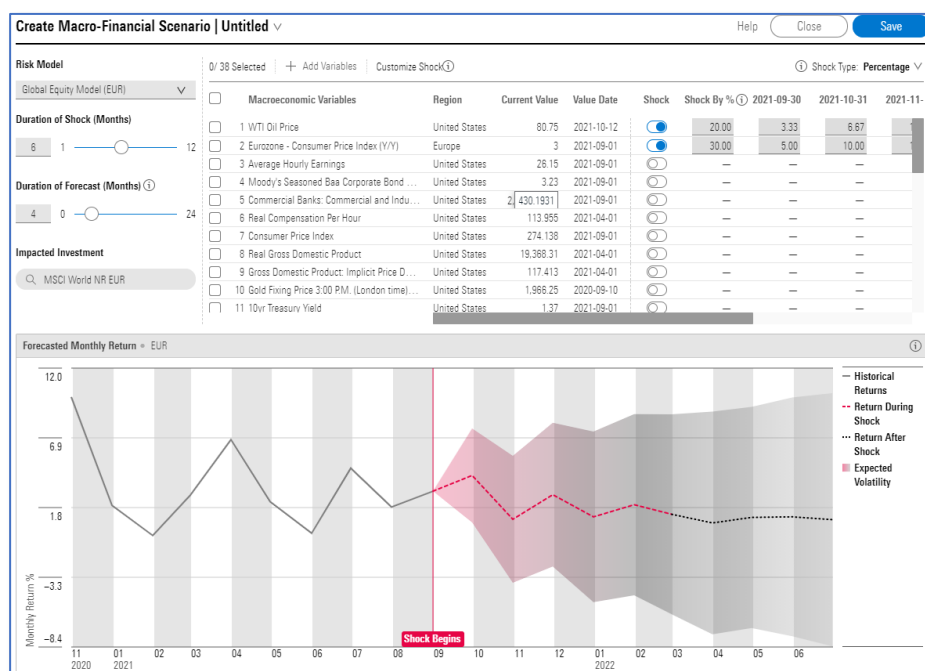 Create Macro-Financial Scenario | Untitled
Help Close Save
Risk Model
Global Equity Model (EUR)
Duration of Shock (Months)
6 1 12
Duration of Forecast (Months)
4 0 24
Impacted Investment
MSCI World NR EUR
0/ 38 Selected + Add Variables Customize Shock Shock Type: Percentage
Macroeconomic Variables Region Current Value Value Date Shock Shock By % 2021-09-30 2021-10-31 2021-11-
1 WTI Oil Price United States 80.75 2021-10-12 20.00 3.33 6.67
2 Eurozone - Consumer Price Index (Y/Y) Europe 3 2021-09-01 30.00 5.00 10.00
3 Average Hourly Earnings United States 26.15 2021-09-01 — —
4 Moody's Seasoned Baa Corporate Bond ... United States 3.23 2021-09-01 — —
5 Commercial Banks: Commercial and Indu... United States 2, 430.1931 2021-09-01 — —
6 Real Compensation Per Hour United States 113.955 2021-04-01 — —
7 Consumer Price Index United States 274.138 2021-09-01 — —
8 Real Gross Domestic Product United States 19,368.31 2021-04-01 — —
9 Gross Domestic Product: Implicit Price D... United States 117.413 2021-04-01 — —
10 Gold Fixing Price 3:00 P.M. (London time)... United States 1,966.25 2020-09-10 — —
11 10yr Treasury Yield United States 1.37 2021-09-01 — —
Forecasted Monthly Return • EUR
12.0
6.9
1.8
−3.3
−8.4
Monthly Return %
Shock Begins
11 01 02 03 04 05 06 07 08 09 10 11 12 01 02 03 04 05 06
2020 2021 2022
Historical
Returns
Return During
Shock
Return After
Shock
Expected
Volatility